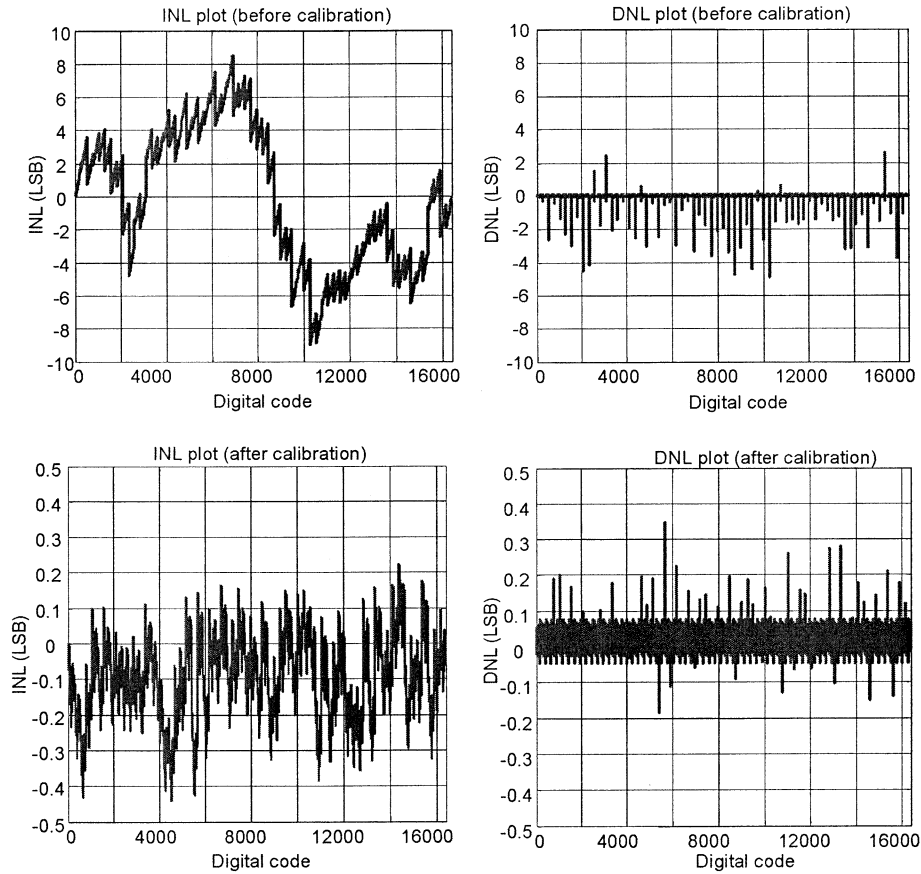 INL plot (before calibration)
10
8
6
4
2
0
-2
-4
-6
-8
-10
INL (LSB)
0 4000 8000 12000 16000
Digital code
DNL plot (before calibration)
10
8
6
4
2
0
-2
-4
-6
-8
-10
DNL (LSB)
0 4000 8000 12000 16000
Digital code
INL plot (after calibration)
0.5
0.4
0.3
0.2
0.1
0
-0.1
-0.2
-0.3
-0.4
-0.5
INL (LSB)
0 4000 8000 12000 16000
Digital code
DNL plot (after calibration)
0.5
0.4
0.3
0.2
0.1
0
-0.1
-0.2
-0.3
-0.4
-0.5
DNL (LSB)
0 4000 8000 12000 16000
Digital code